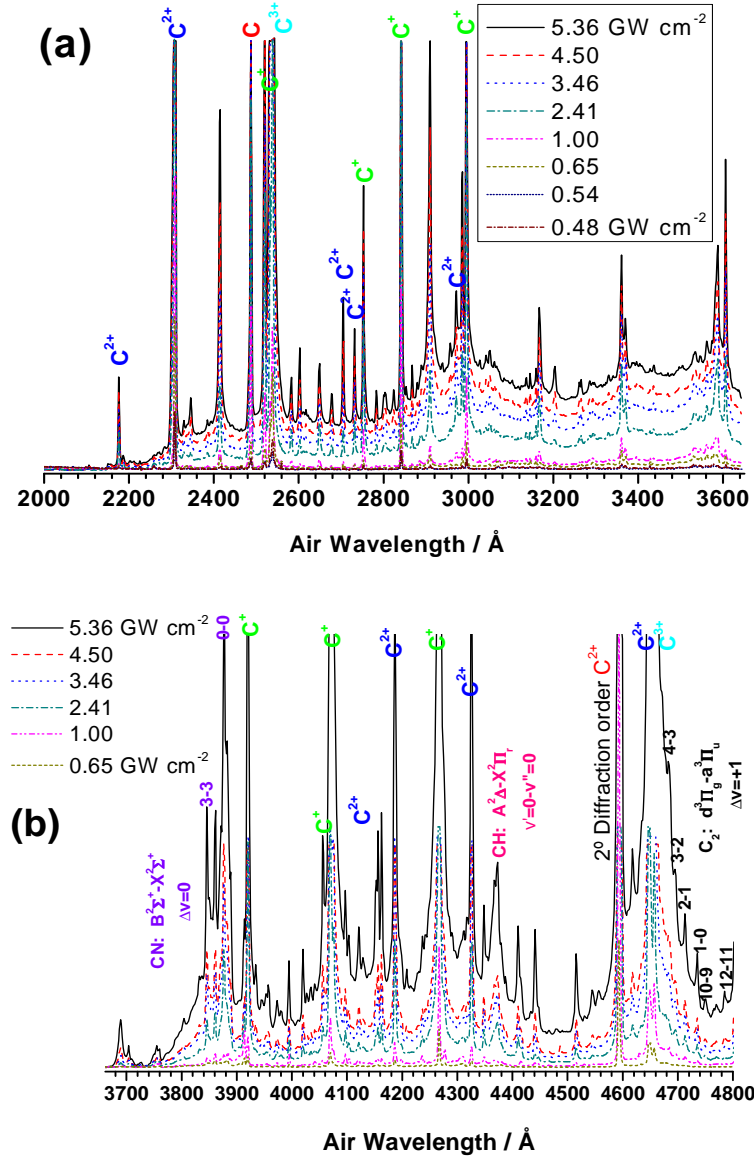 (a)
C2+
C
C3+
C+
C+
C+
C+
C2+
C2+
C2+
C2+
5.36 GW cm-2
4.50
3.46
2.41
1.00
0.65
0.54
0.48 GW cm-2
2000 2200 2400 2600 2800 3000 3200 3400 3600
Air Wavelength / Å
(b)
5.36 GW cm-2
4.50
3.46
2.41
1.00
0.65 GW cm-2
CN: B2Σ+-X2Σ+
Δv=0
3-3
0-0
C+
C+
C+
C2+
C2+
C+
C2+
CH: A2Δ-X2Πr
v'=0-v''=0
2º Diffraction order C2+
C2+
C3+
4-3
3-2
2-1
1-0
10-9
12-11
C2: d3Πg-a3Πu
Δv=+1
3700 3800 3900 4000 4100 4200 4300 4400 4500 4600 4700 4800
Air Wavelength / Å